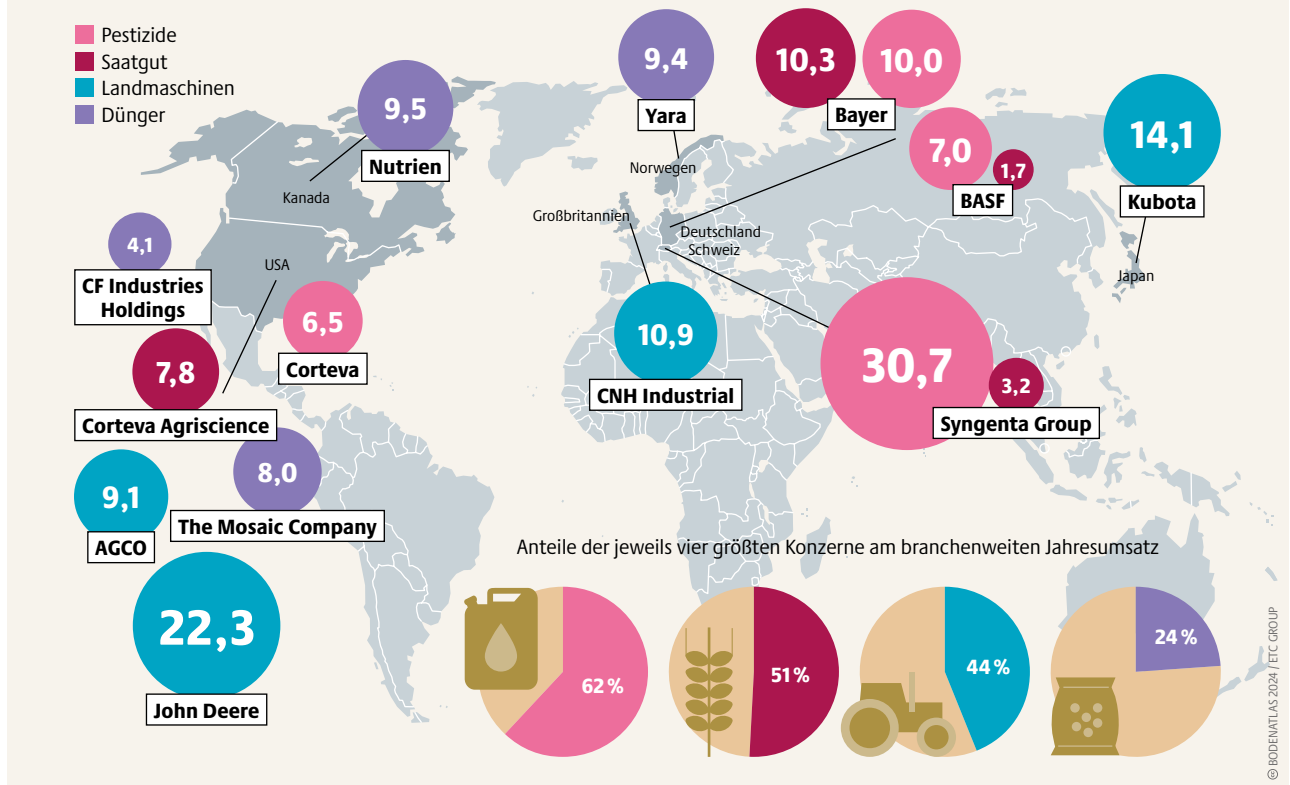 Pestizide
Saatgut
Landmaschinen
Dünger
9,5
Nutrien
Kanada
4,1
CF Industries
Holdings
USA
6,5
Corteva
7,8
Corteva Agriscience
8,0
The Mosaic Company
9,1
AGCO
22,3
John Deere
9,4
Yara
Norwegen
Großbritannien
10,3
10,0
Bayer
7,0
1,7
BASF
Deutschland
Schweiz
14,1
Kubota
Japan
10,9
CNH Industrial
30,7
3,2
Syngenta Group
Anteile der jeweils vier größten Konzerne am branchenweiten Jahresumsatz
62 %
51 %
44 %
24 %
© BODENATLAS 2024 / ETC GROUP